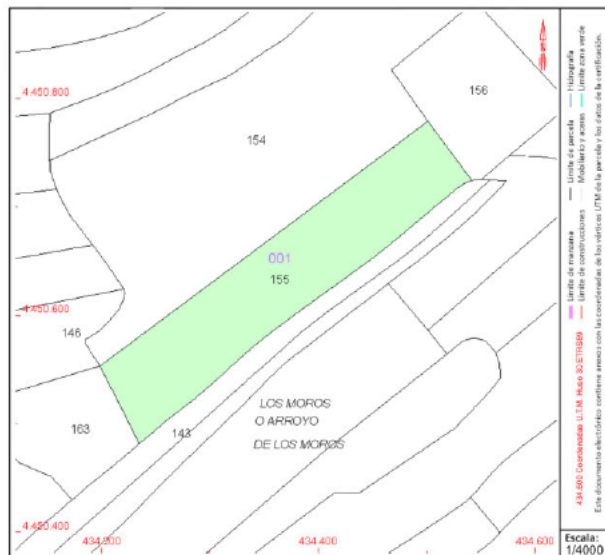 4.450.800
156
154
001
155
4.450.600
146
LOS MOROS
O ARROYO
DE LOS MOROS
163
143
4.450.400
434.200
434.400
434.600
Escala:
1/4000
434.600 Coordenadas U.T.M. Huso 30 ETRS89
Límite de manzana
Límite de parcela
Hidrografía
Límite de construcciones
Mobiliario y aceras
Límite zona verde
Este documento electrónico contiene anexos con las coordenadas de los vértices UTM de la parcela y los datos de la certificación.